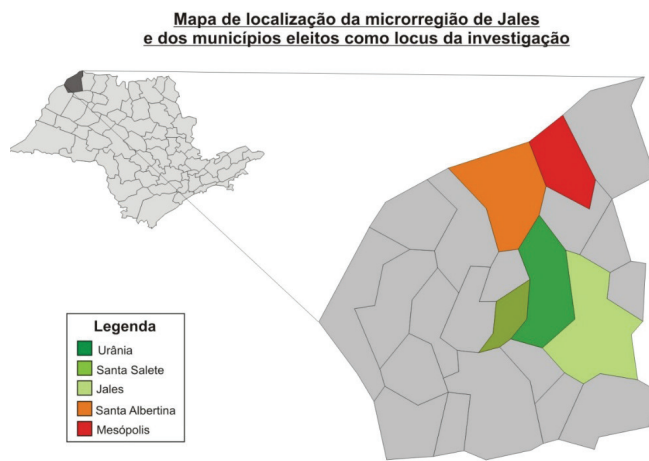 Mapa de localização da microrregião de Jales
e dos municípios eleitos como locus da investigação
Legenda
Urânia
Santa Salete
Jales
Santa Albertina
Mesópolis